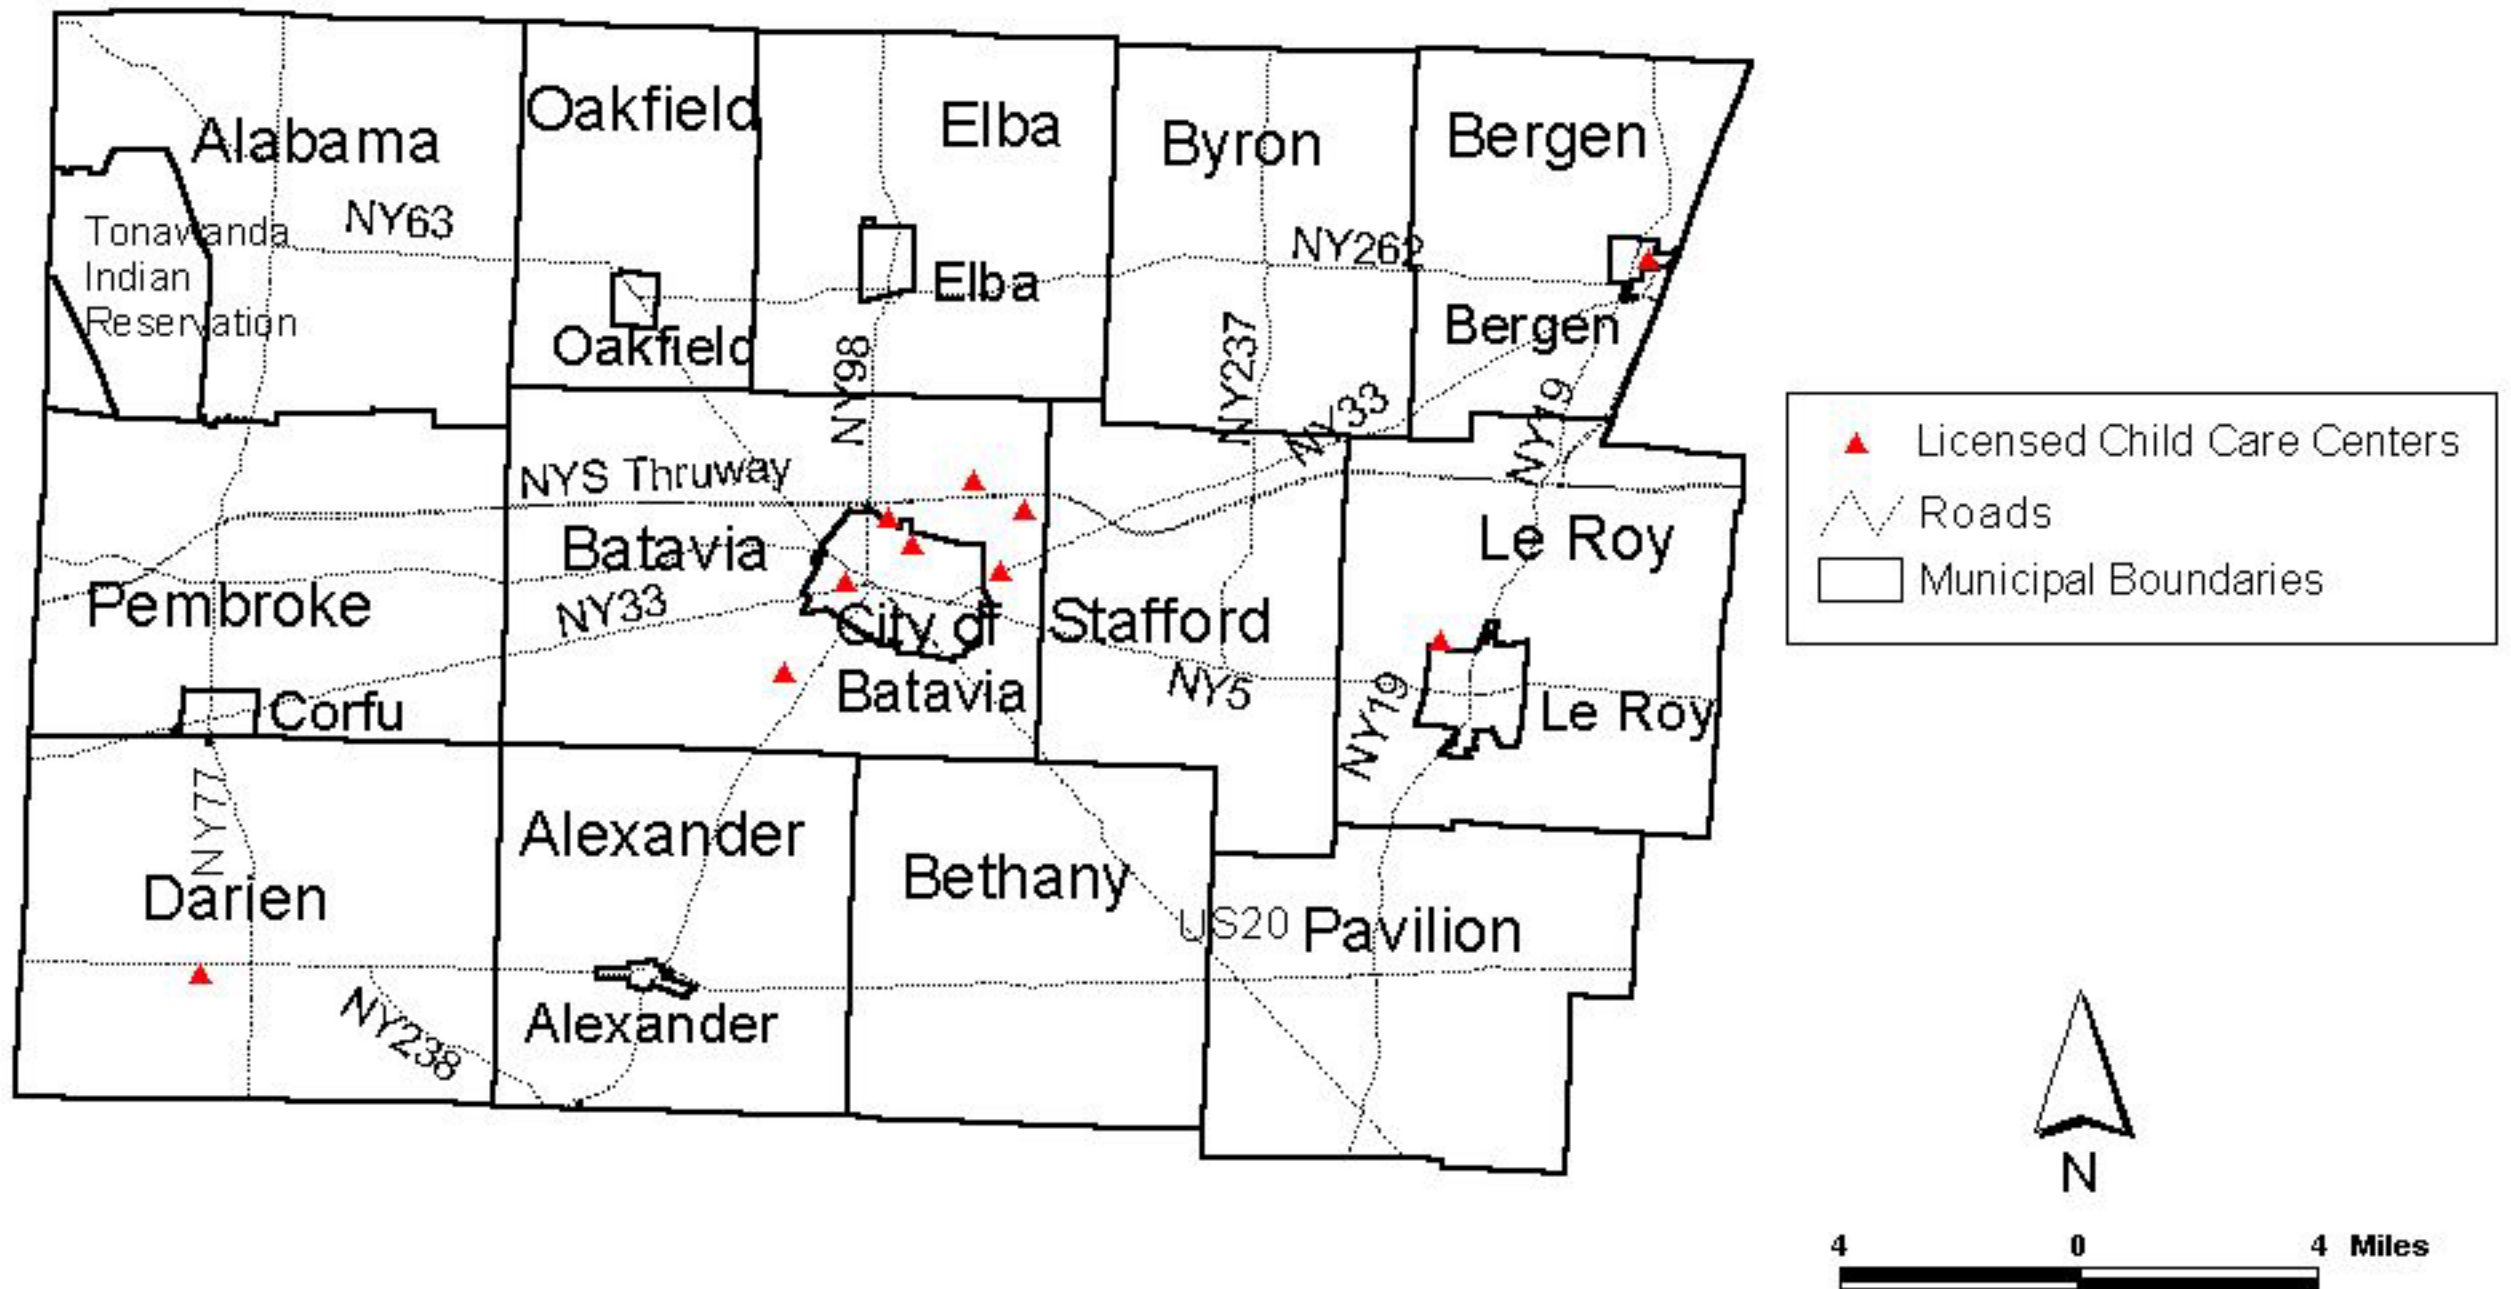 Oakfield
Elba
Byron
Bergen
Alabama
NY63
Tonawanda
Indian
Reservation
NY262
Elba
Oakfield
Bergen
NY98
NY237
NY33
NY19
NYS Thruway
Batavia
Le Roy
Pembroke
NY33
City of
Batavia
Stafford
NY5
NY19
Le Roy
Corfu
NY77
Alexander
Bethany
Darien
US20
Pavilion
NY238
Alexander
Licensed Child Care Centers
Roads
Municipal Boundaries
N
4 0 4 Miles